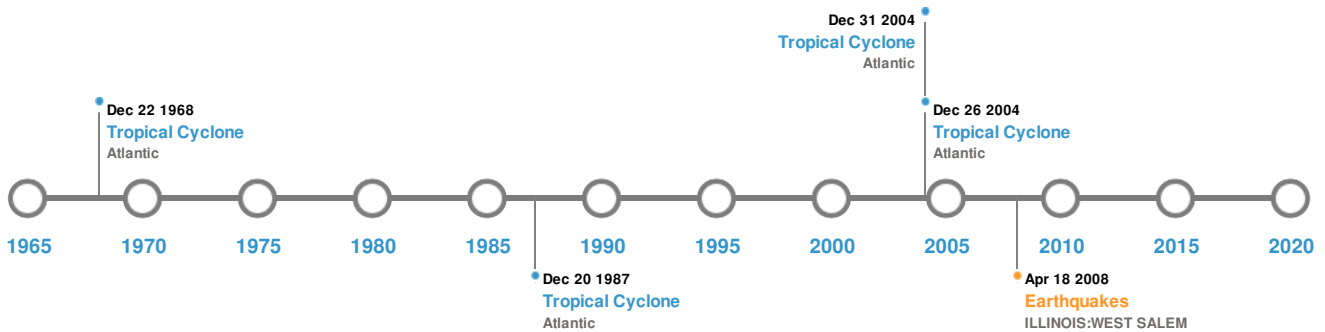 Dec 31 2004
Tropical Cyclone
Atlantic
Dec 22 1968
Tropical Cyclone
Atlantic
Dec 26 2004
Tropical Cyclone
Atlantic
1965 1970 1975 1980 1985 1990 1995 2000 2005 2010 2015 2020
Dec 20 1987
Tropical Cyclone
Atlantic
Apr 18 2008
Earthquakes
ILLINOIS:WEST SALEM